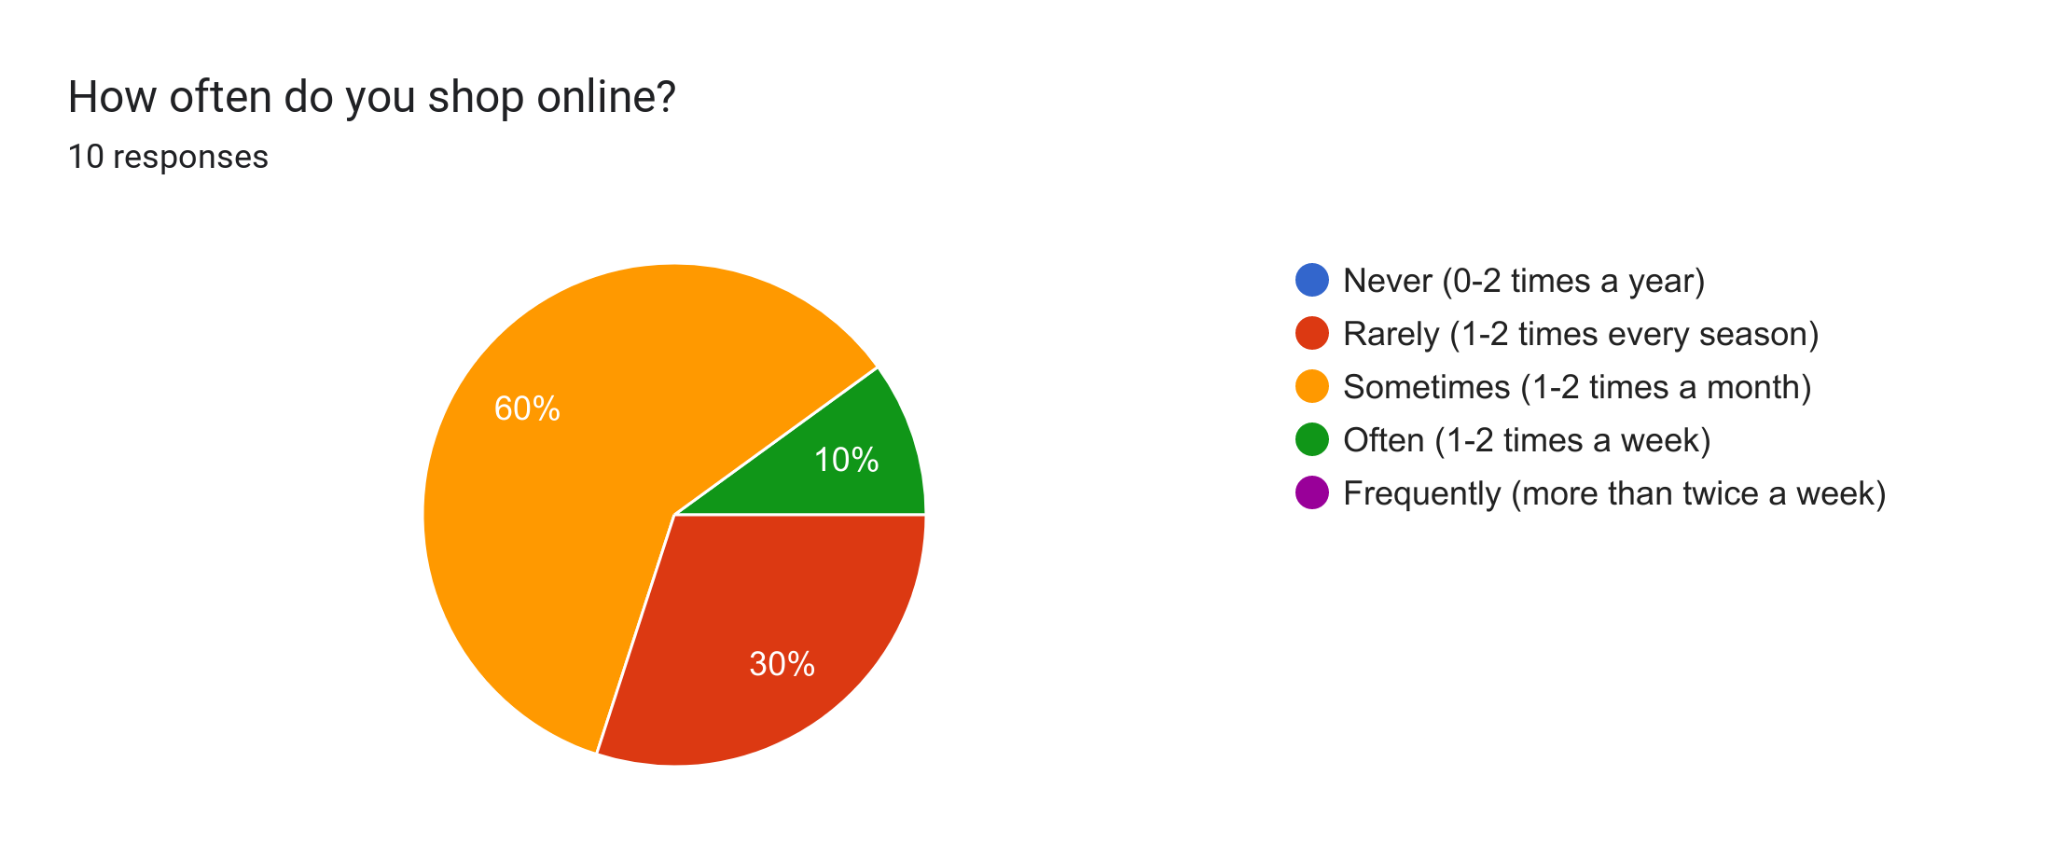 How often do you shop online?
10 responses
60%
10%
30%
Never (0-2 times a year)
Rarely (1-2 times every season)
Sometimes (1-2 times a month)
Often (1-2 times a week)
Frequently (more than twice a week)